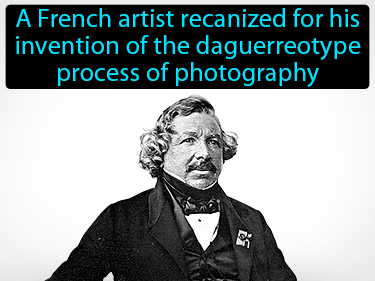 A French artist recanized for his
invention of the daguerreotype
process of photography